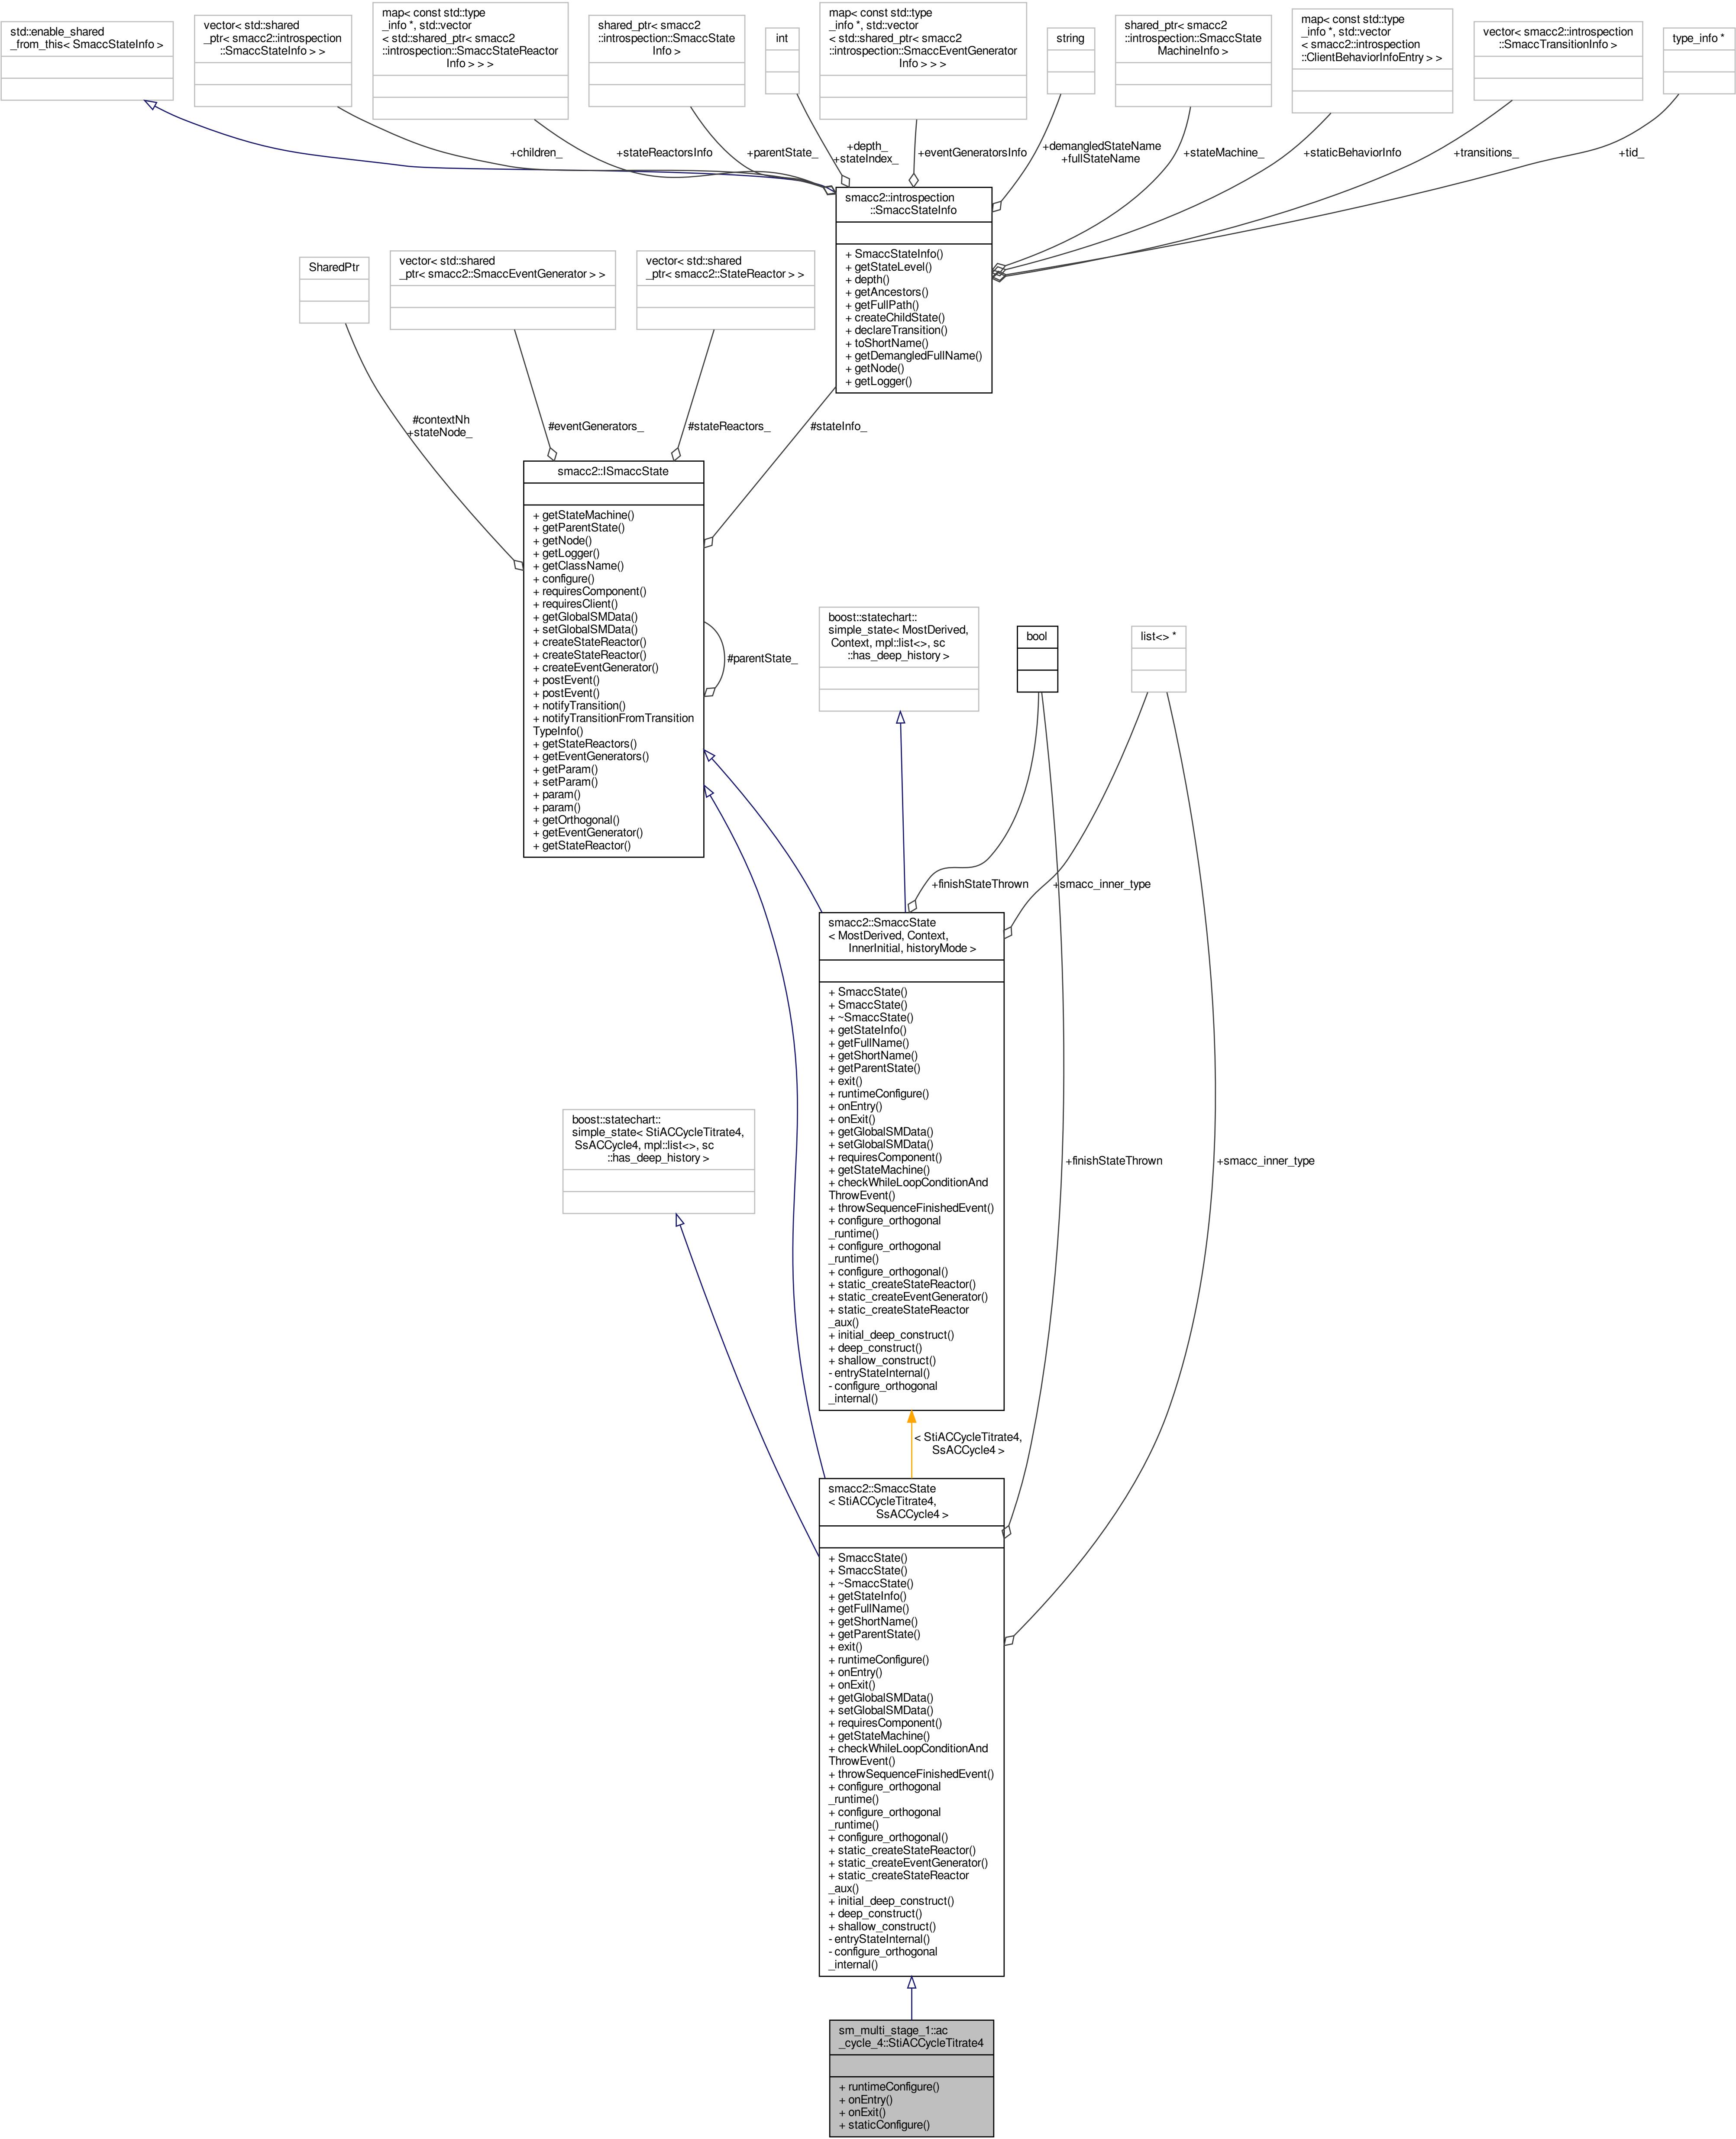 std::enable_shared
_from_this< SmaccStateInfo >
vector< std::shared
_ptr< smacc2::introspection
::SmaccStateInfo > >
map< const std::type
_info *, std::vector
< std::shared_ptr< smacc2
::introspection::SmaccStateReactor
Info > > >
shared_ptr< smacc2
::introspection::SmaccState
Info >
int
map< const std::type
_info *, std::vector
< std::shared_ptr< smacc2
::introspection::SmaccEventGenerator
Info > > >
string
shared_ptr< smacc2
::introspection::SmaccState
MachineInfo >
map< const std::type
_info *, std::vector
< smacc2::introspection
::ClientBehaviorInfoEntry > >
vector< smacc2::introspection
::SmaccTransitionInfo >
type_info *
+children_
+stateReactorsInfo
+parentState_
+depth_
+stateIndex_
+eventGeneratorsInfo
+demangledStateName
+fullStateName
+stateMachine_
+staticBehaviorInfo
+transitions_
+tid_
smacc2::introspection
::SmaccStateInfo
+ SmaccStateInfo()
+ getStateLevel()
+ depth()
+ getAncestors()
+ getFullPath()
+ createChildState()
+ declareTransition()
+ toShortName()
+ getDemangledFullName()
+ getNode()
+ getLogger()
SharedPtr
vector< std::shared
_ptr< smacc2::SmaccEventGenerator > >
vector< std::shared
_ptr< smacc2::StateReactor > >
#contextNh
+stateNode_
#eventGenerators_
#stateReactors_
#stateInfo_
smacc2::ISmaccState
+ getStateMachine()
+ getParentState()
+ getNode()
+ getLogger()
+ getClassName()
+ configure()
+ requiresComponent()
+ requiresClient()
+ getGlobalSMData()
+ setGlobalSMData()
+ createStateReactor()
+ createStateReactor()
+ createEventGenerator()
+ postEvent()
+ postEvent()
+ notifyTransition()
+ notifyTransitionFromTransition
TypeInfo()
+ getStateReactors()
+ getEventGenerators()
+ getParam()
+ setParam()
+ param()
+ param()
+ getOrthogonal()
+ getEventGenerator()
+ getStateReactor()
#parentState_
boost::statechart::
simple_state< MostDerived,
Context, mpl::list<>, sc
::has_deep_history >
bool
list<> *
+finishStateThrown
+smacc_inner_type
smacc2::SmaccState
< MostDerived, Context,
InnerInitial, historyMode >
+ SmaccState()
+ SmaccState()
+ ~SmaccState()
+ getStateInfo()
+ getFullName()
+ getShortName()
+ getParentState()
+ exit()
+ runtimeConfigure()
+ onEntry()
+ onExit()
+ getGlobalSMData()
+ setGlobalSMData()
+ requiresComponent()
+ getStateMachine()
+ checkWhileLoopConditionAnd
ThrowEvent()
+ throwSequenceFinishedEvent()
+ configure_orthogonal
_runtime()
+ configure_orthogonal
_runtime()
+ configure_orthogonal()
+ static_createStateReactor()
+ static_createEventGenerator()
+ static_createStateReactor
_aux()
+ initial_deep_construct()
+ deep_construct()
+ shallow_construct()
- entryStateInternal()
- configure_orthogonal
_internal()
boost::statechart::
simple_state< StiACCycleTitrate4,
SsACCycle4, mpl::list<>, sc
::has_deep_history >
+finishStateThrown
+smacc_inner_type
< StiACCycleTitrate4,
SsACCycle4 >
smacc2::SmaccState
< StiACCycleTitrate4,
SsACCycle4 >
+ SmaccState()
+ SmaccState()
+ ~SmaccState()
+ getStateInfo()
+ getFullName()
+ getShortName()
+ getParentState()
+ exit()
+ runtimeConfigure()
+ onEntry()
+ onExit()
+ getGlobalSMData()
+ setGlobalSMData()
+ requiresComponent()
+ getStateMachine()
+ checkWhileLoopConditionAnd
ThrowEvent()
+ throwSequenceFinishedEvent()
+ configure_orthogonal
_runtime()
+ configure_orthogonal
_runtime()
+ configure_orthogonal()
+ static_createStateReactor()
+ static_createEventGenerator()
+ static_createStateReactor
_aux()
+ initial_deep_construct()
+ deep_construct()
+ shallow_construct()
- entryStateInternal()
- configure_orthogonal
_internal()
sm_multi_stage_1::ac
_cycle_4::StiACCycleTitrate4
+ runtimeConfigure()
+ onEntry()
+ onExit()
+ staticConfigure()